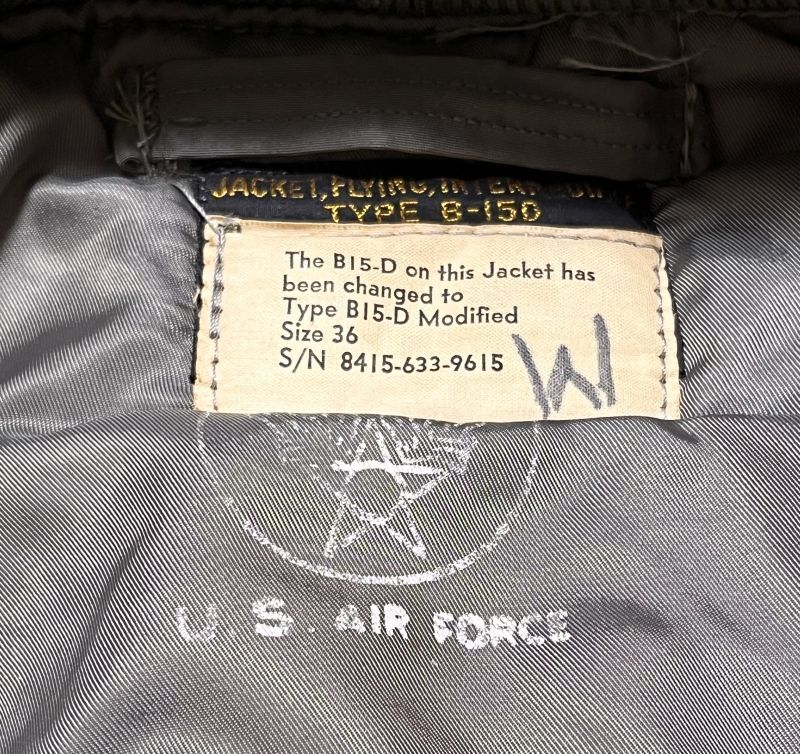 JACKET, FLYING, INTERMEDIATE
TYPE B-15D
The B15-D on this Jacket has
been changed to
Type B15-D Modified
Size 36
S/N 8415-633-9615
W
U.S. AIR FORCE